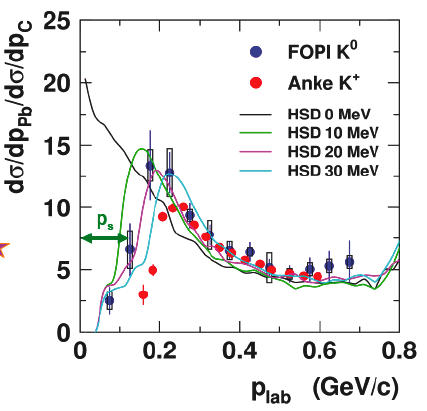 25
20
15
10
5
0
dσ/dp_Pb/dσ/dp_C
FOPI K⁰
Anke K⁺
HSD 0 MeV
HSD 10 MeV
HSD 20 MeV
HSD 30 MeV
p_s
0 0.2 0.4 0.6 0.8
p_lab (GeV/c)